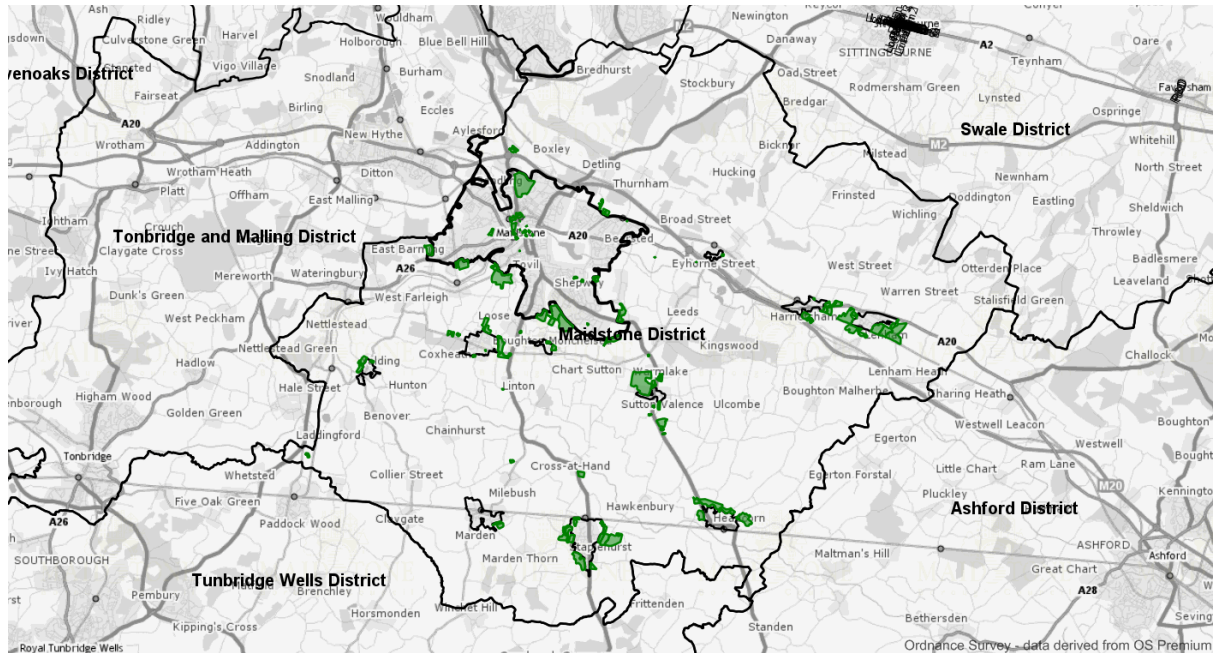 Ash
Ridley
Harvel
Culverstone Green
Vigo Village
Stansted
Fairseat
Holborough
Snodland
Wouldham
Burham
Blue Bell Hill
Eccles
Bredhurst
Stockbury
Newington
Danaway
Oad Street
Bredgar
SITTINGBOURNE
A2
Rodmersham Green
Teynham
Conyer
Oare
Lynsted
Ospringe
Whitehill
North Street
Swale District
M2
Milstead
Doddington
Newnham
Eastling
Sheldwich
Throwley
Badlesmere
Leaveland
Frinsted
Wichling
Hucking
Thurnham
Detling
Boxley
Aylesford
Birling
New Hythe
Addington
Ditton
A20
Wrotham
Wrotham Heath
Platt
Offham
East Malling
Ightham
Crouch
Claygate Cross
Ivy Hatch
Tonbridge and Malling District
Mereworth
Wateringbury
East Barming
A26
West Farleigh
Tovil
A20
Broad Street
Eyhorne Street
West Street
Warren Street
Otterden Place
Stalisfield Green
Dunk's Green
West Peckham
Nettlestead
Nettlestead Green
Hadlow
Hale Street
Hunton
Loose
Linton
Leeds
Kingswood
Maidstone District
Chart Sutton
Warmlake
Sutton Valence
Ulcombe
A20
Challock
Lenham Heath
Boughton Malherbe
Charing Heath
Westwell Leacon
Westwell
Higham Wood
Golden Green
Laddingford
Benover
Chainhurst
Egerton
Egerton Forstal
Little Chart
Ram Lane
Pluckley
M20
Kennington
Tonbridge
Whetsted
Collier Street
Cross-at-Hand
Five Oak Green
Milebush
Hawkenbury
Paddock Wood
Claygate
Marden
A26
Ashford District
ASHFORD
Ashford
Maltman's Hill
Great Chart
SOUTHBOROUGH
Marden Thorn
Staplehurst
Tunbridge Wells District
Pembury
Brenchley
Horsmonden
Winchet Hill
Frittenden
Standen
Bethersden
A28
Kipping's Cross
Royal Tunbridge Wells
Ordnance Survey - data derived from OS Premium